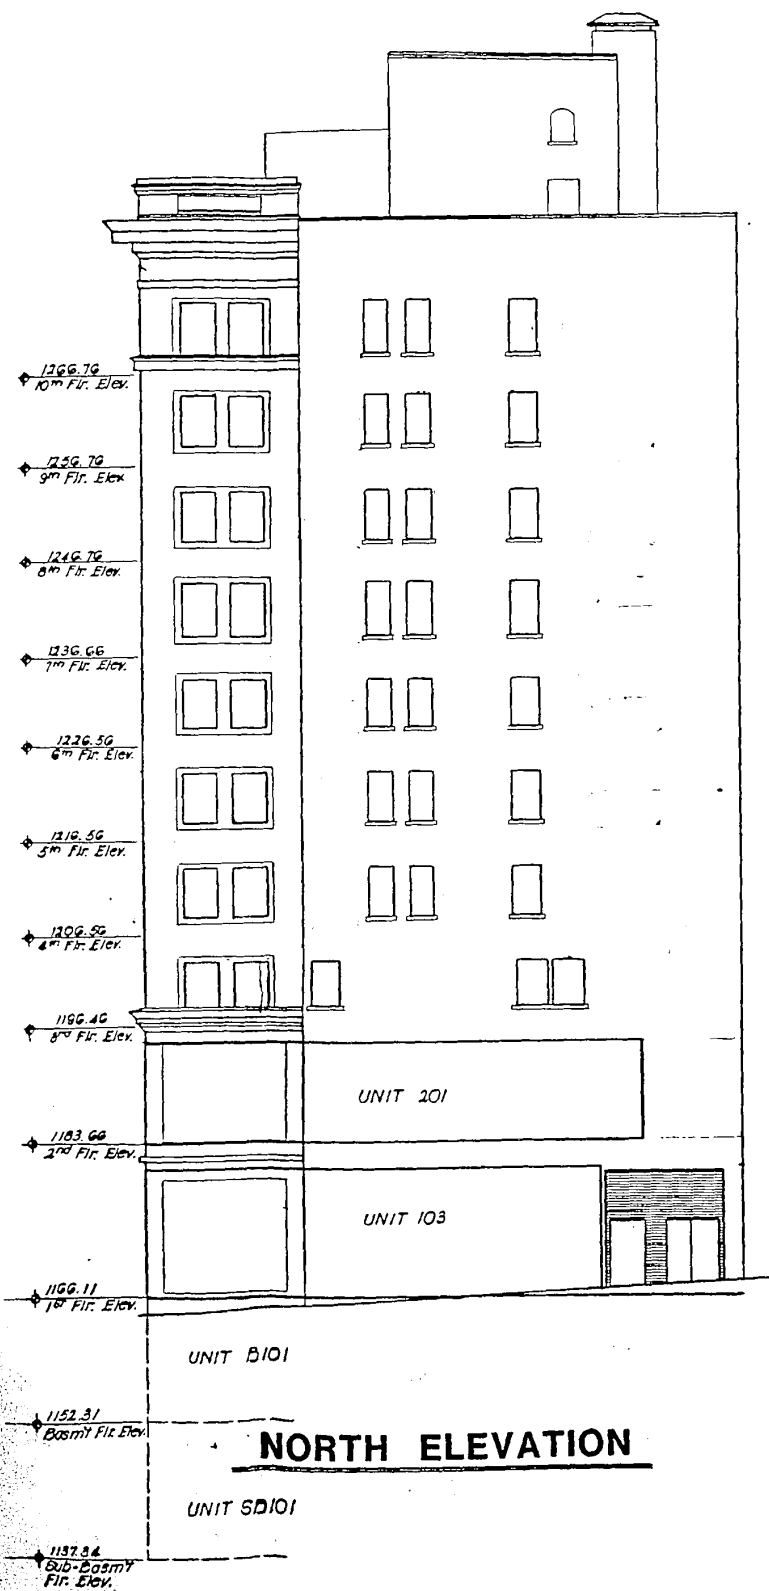 1266.76
10th Flr. Elev.
1256.76
9th Flr. Elev.
1246.76
8th Flr. Elev.
1236.66
7th Flr. Elev.
1226.56
6th Flr. Elev.
1216.56
5th Flr. Elev.
1206.56
4th Flr. Elev.
1196.46
3rd Flr. Elev.
UNIT 201
1183.66
2nd Flr. Elev.
UNIT 103
1166.11
1st Flr. Elev.
UNIT B101
1152.31
Basm't Flr. Elev.
NORTH ELEVATION
UNIT SB101
1137.84
Sub-Basm't
Flr. Elev.